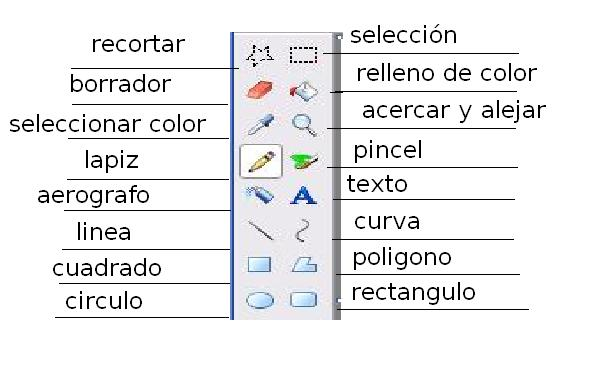 recortar
selección
borrador
relleno de color
seleccionar color
acercar y alejar
lapiz
pincel
aerografo
texto
linea
curva
cuadrado
poligono
circulo
rectangulo